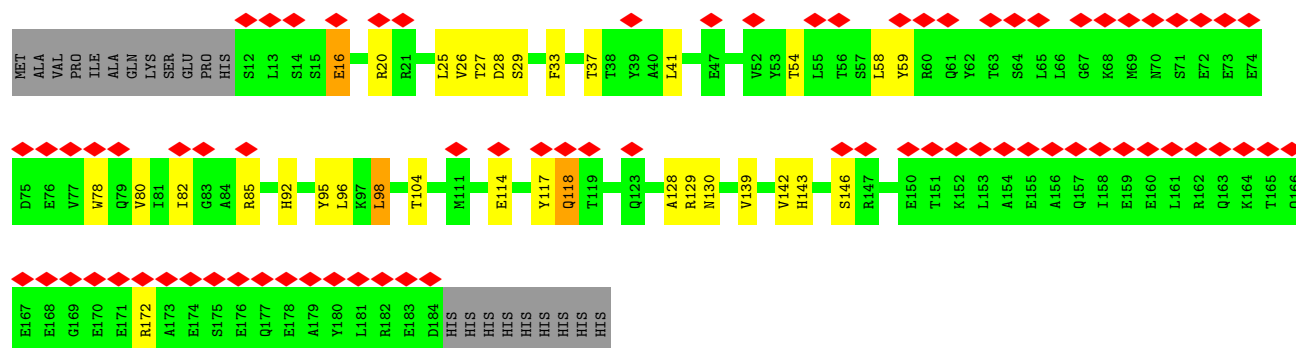 MET ALA VAL PRO ILE ALA GLN LYS SER GLU PRO HIS S12 L13 S14 S15 E16 R20 R21 L25 V26 T27 D28 S29 F33 T37 T38 Y39 A40 L41 E47 V52 Y53 T54 L55 T56 S57 L58 Y59 R60 Q61 Y62 T63 S64 L65 L66 G67 K68 M69 N70 S71 E72 E73 E74
D75 E76 V77 W78 Q79 V80 I81 I82 G83 A84 R85 H92 Y95 L96 K97 L98 T104 M111 E114 Y117 Q118 T119 Q123 A128 R129 N130 V139 V142 H143 S146 R147 E150 T151 K152 L153 A154 E155 A156 Q157 I158 E159 E160 L161 R162 Q163 K164 T165 Q166
E167 E168 G169 E170 E171 R172 A173 E174 S175 E176 Q177 E178 A179 Y180 L181 R182 E183 D184 HIS HIS HIS HIS HIS HIS HIS HIS